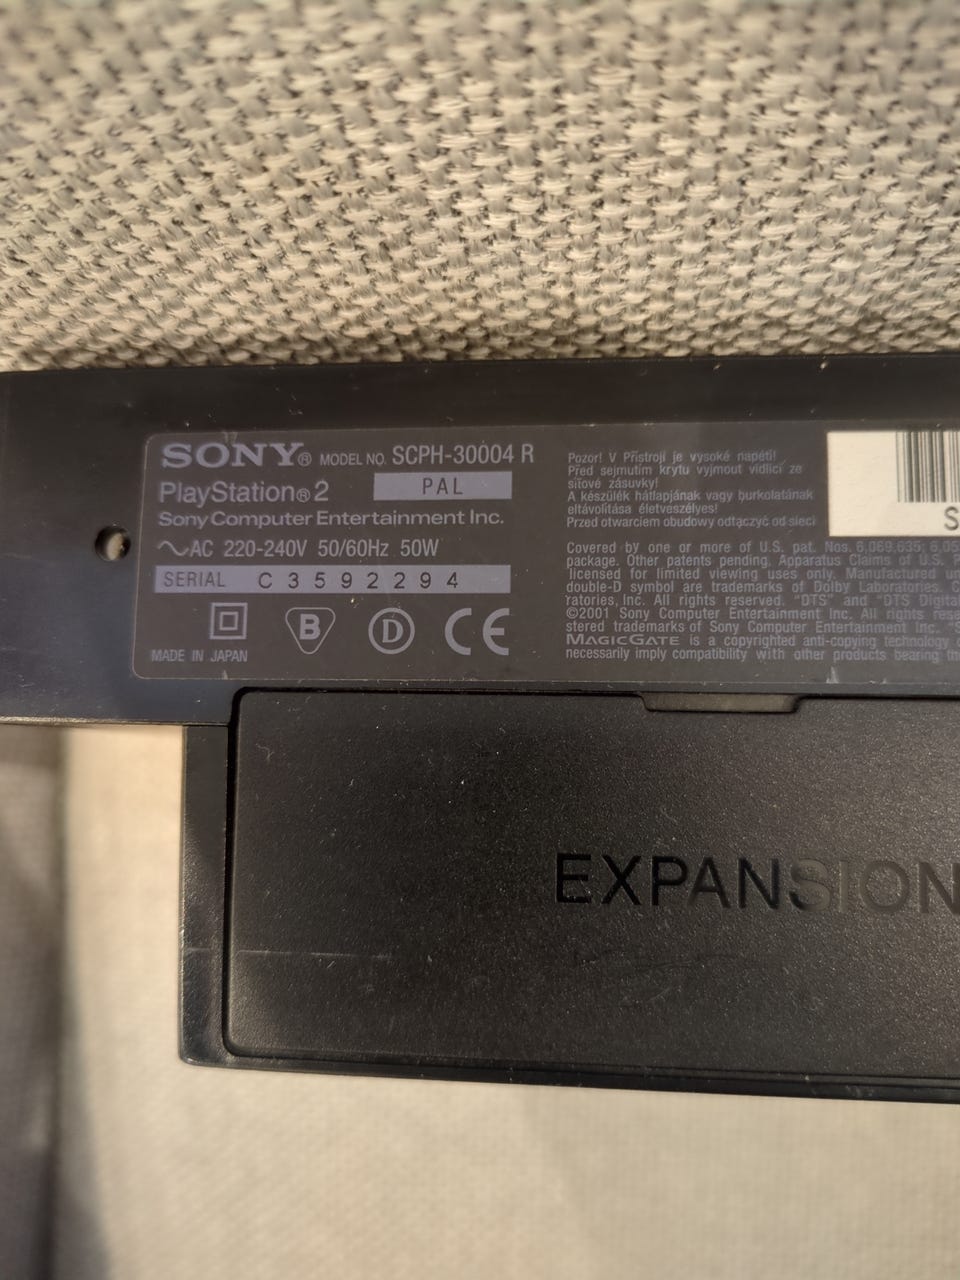 SONY® MODEL NO. SCPH-30004 R
PlayStation®2 PAL
Sony Computer Entertainment Inc.
～AC 220-240V 50/60Hz 50W
SERIAL C3592294
B D CE
MADE IN JAPAN
Pozor! V Přístroji je vysoké napětí!
Před sejmutím krytu vyjmout vidlici ze
síťové zásuvky!
A készülék hátlapjának vagy burkolatának
eltávolítása életveszélyes!
Przed otwarciem obudowy odtączyć od sieci
S
Covered by one or more of U.S. pat. Nos. 6,069,635;
package. Other patents pending. Apparatus Claims of U.S.
licensed for limited viewing uses only. Manufactured
double-D symbol are trademarks of Dolby Laboratories.
ratories, Inc. All rights reserved. "DTS" and "DTS Digital
©2001 Sony Computer Entertainment Inc. All rights
stered trademarks of Sony Computer Entertainment Inc.
MAGICGATE is a copyrighted anti-copying technology
necessarily imply compatibility with other products bearing
EXPANSION